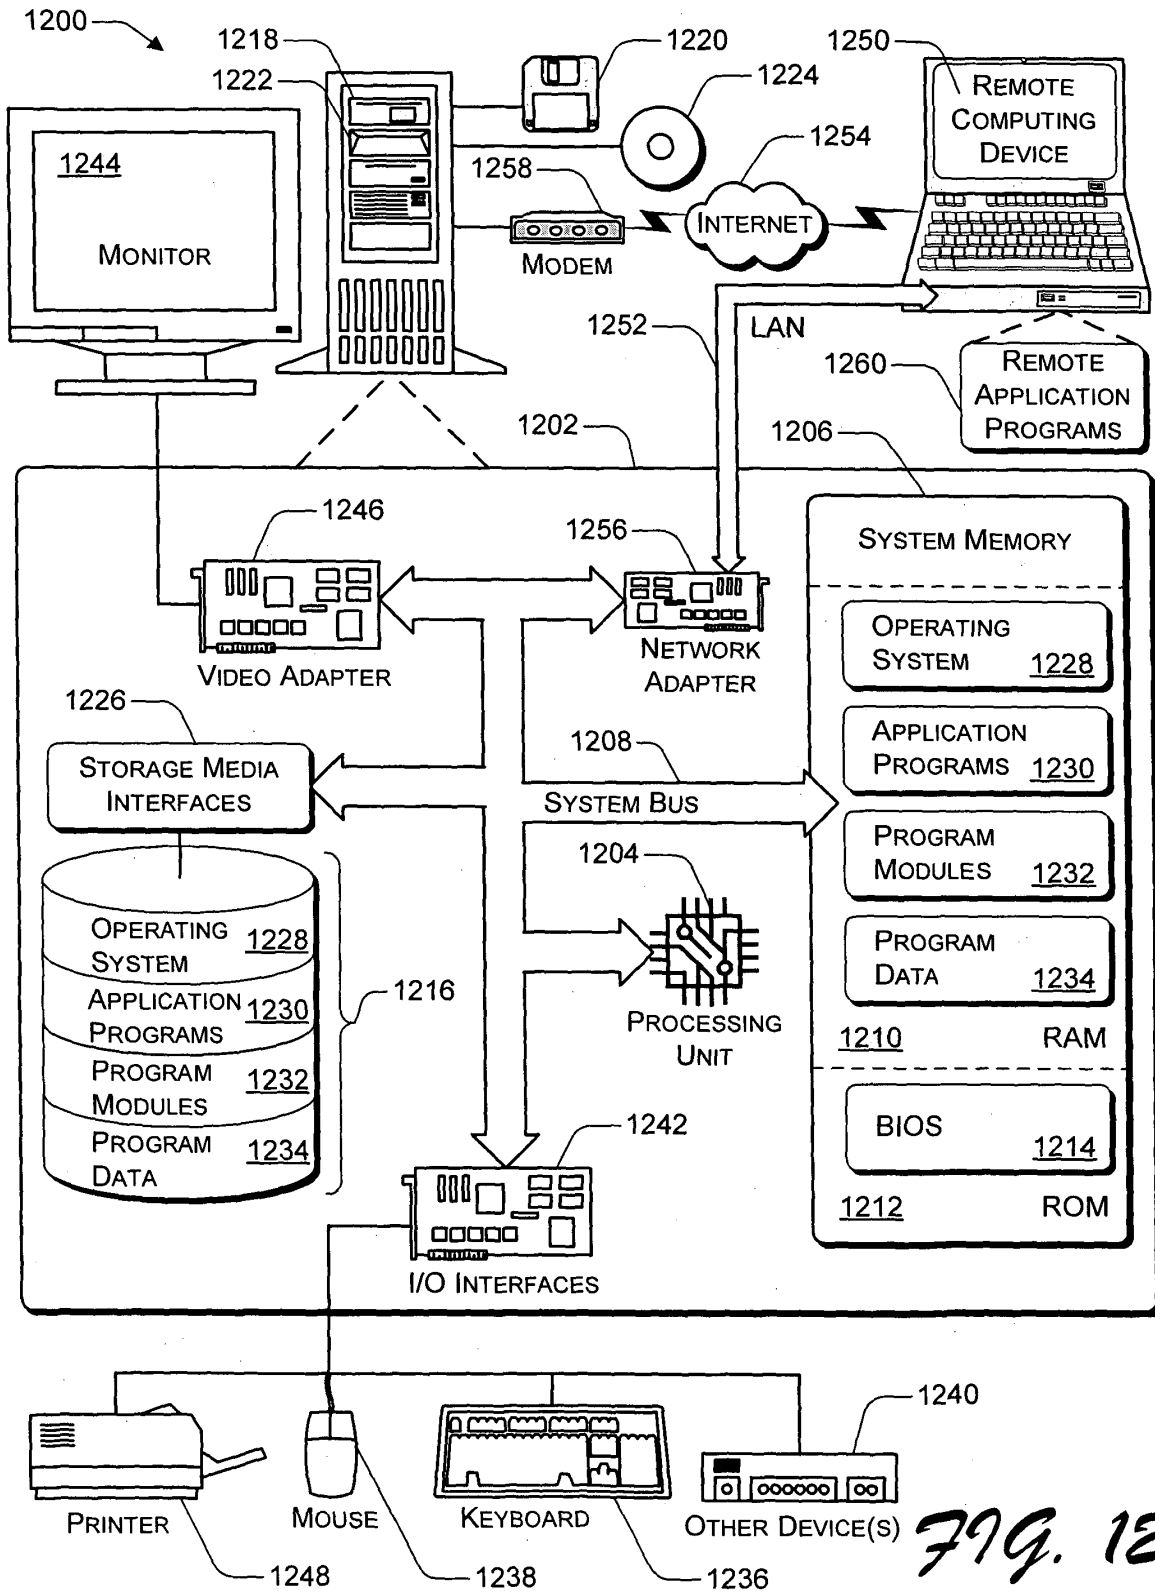 1200
1218
1222
1220
1224
1250
REMOTE
COMPUTING
DEVICE
1244
MONITOR
1258
MODEM
1254
INTERNET
1252
LAN
1260
REMOTE
APPLICATION
PROGRAMS
1202
1206
1246
VIDEO ADAPTER
1256
NETWORK
ADAPTER
SYSTEM MEMORY
OPERATING
SYSTEM 1228
APPLICATION
PROGRAMS 1230
PROGRAM
MODULES 1232
PROGRAM
DATA 1234
1210 RAM
BIOS 1214
1212 ROM
1226
STORAGE MEDIA
INTERFACES
1208
SYSTEM BUS
1204
PROCESSING
UNIT
OPERATING
SYSTEM 1228
APPLICATION
PROGRAMS 1230
PROGRAM
MODULES 1232
PROGRAM
DATA 1234
1216
1242
I/O INTERFACES
PRINTER
1248
MOUSE
1238
KEYBOARD
1236
1240
OTHER DEVICE(S)
FIG. 12